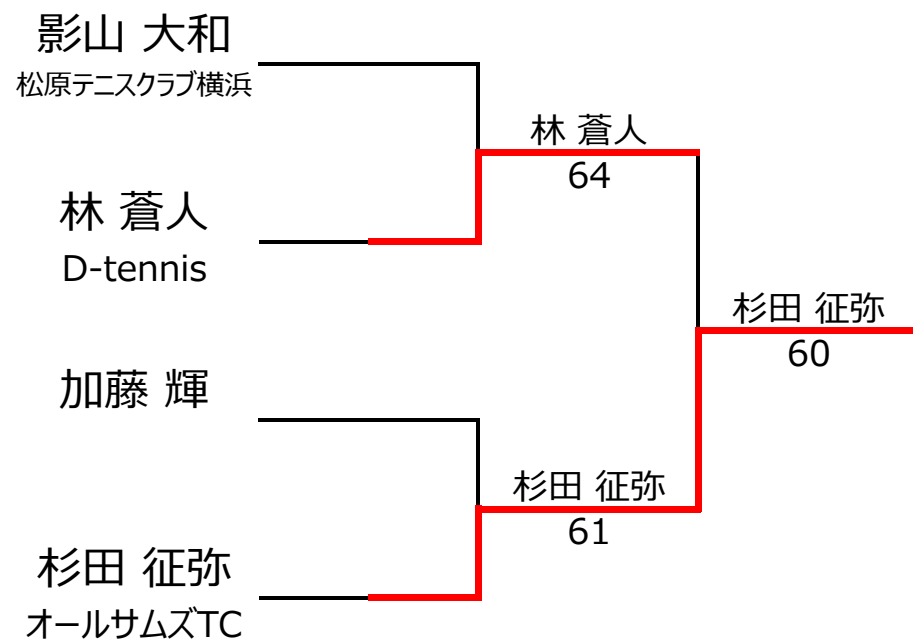 影山 大和
松原テニスクラブ横浜
林 蒼人
64
林 蒼人
D-tennis
杉田 征弥
60
加藤 輝
杉田 征弥
61
杉田 征弥
オールサムズTC